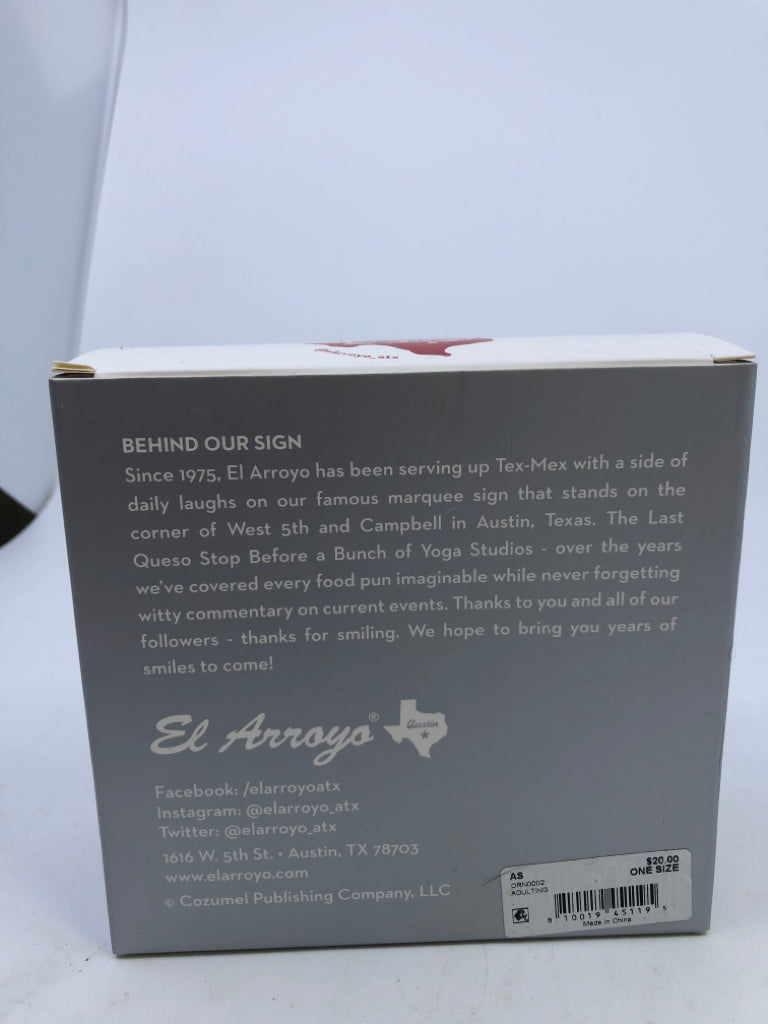 @elarroyo_atx
BEHIND OUR SIGN
Since 1975, El Arroyo has been serving up Tex-Mex with a side of
daily laughs on our famous marquee sign that stands on the
corner of West 5th and Campbell in Austin, Texas. The Last
Queso Stop Before a Bunch of Yoga Studios - over the years
we've covered every food pun imaginable while never forgetting
witty commentary on current events. Thanks to you and all of our
followers - thanks for smiling. We hope to bring you years of
smiles to come!
El Arroyo®
Austin
Facebook: /elarroyoatx
Instagram: @elarroyo_atx
Twitter: @elarroyo_atx
1616 W. 5th St. • Austin, TX 78703
www.elarroyo.com
© Cozumel Publishing Company, LLC
AS $20.00
ORN0002 ONE SIZE
ADULTING
8 10019 45119 5
Made in China